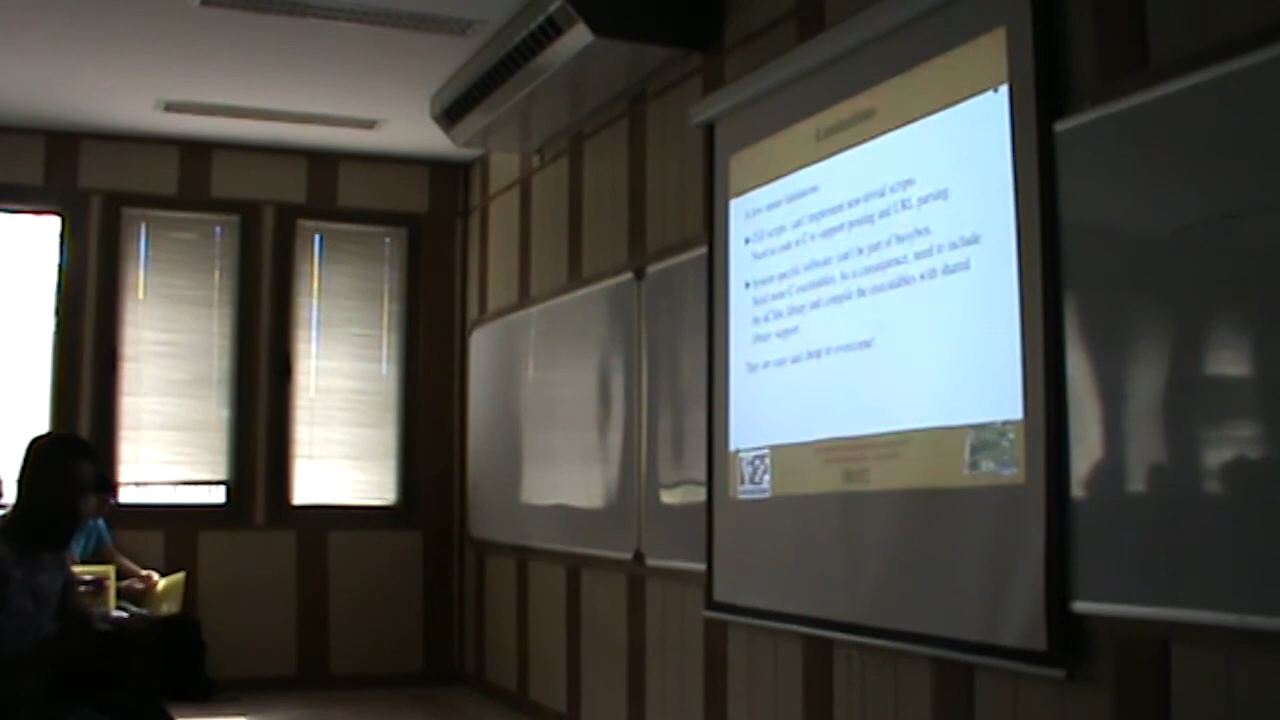 Limitations
A few minor limitations
CGI scripts can't implement non-trivial scripts
Need to code in C to support posting and URL parsing.
System specific software can't be part of busybox.
Need more C executables. As a consequence, need to include
the uClibc library and compile the executables with shared
library support.
They are easy and cheap to overcome!